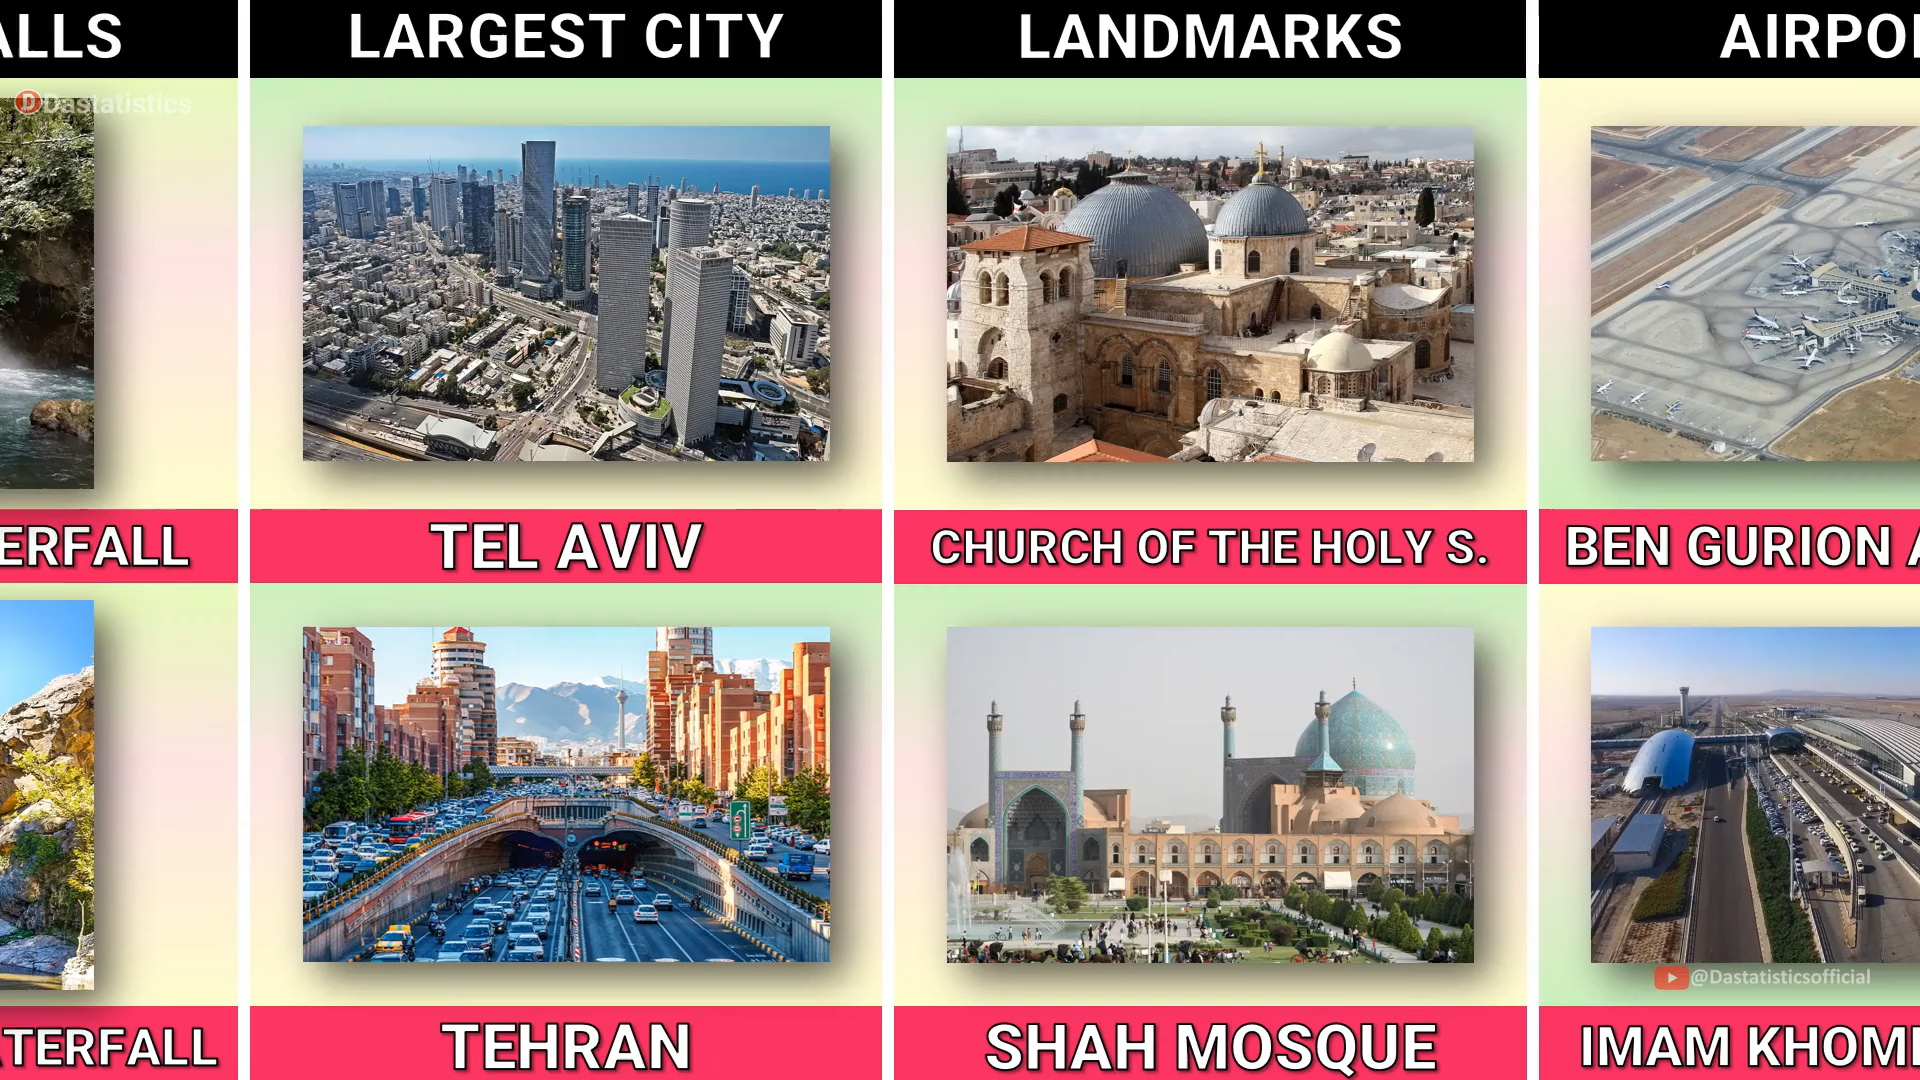 ALLS
LARGEST CITY
LANDMARKS
AIRPO
Dastatistics
ERFALL
TEL AVIV
CHURCH OF THE HOLY S.
BEN GURION A
@Dastatisticsofficial
TERFALL
TEHRAN
SHAH MOSQUE
IMAM KHOM